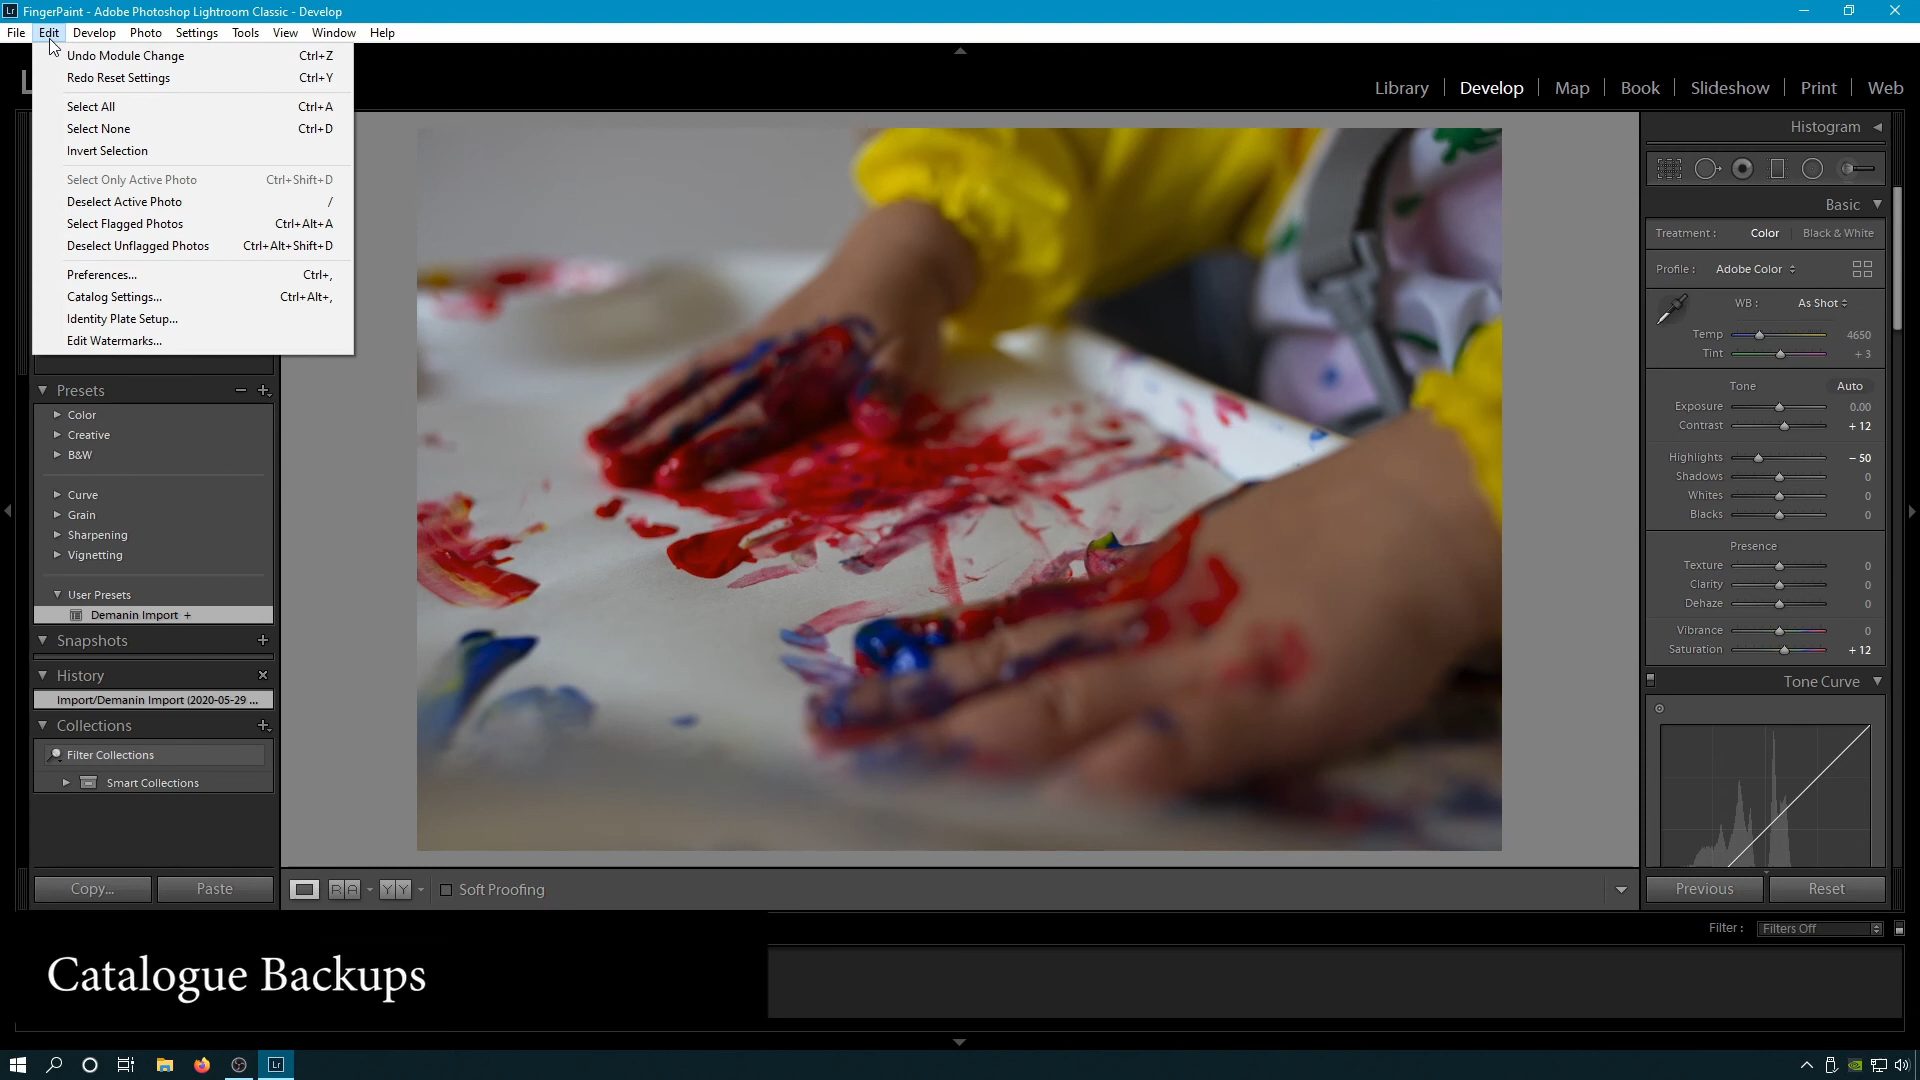 FingerPaint - Adobe Photoshop Lightroom Classic - Develop
File Edit Develop Photo Settings Tools View Window Help
Undo Module Change Ctrl+Z
Redo Reset Settings Ctrl+Y
Select All Ctrl+A
Select None Ctrl+D
Invert Selection
Select Only Active Photo Ctrl+Shift+D
Deselect Active Photo /
Select Flagged Photos Ctrl+Alt+A
Deselect Unflagged Photos Ctrl+Alt+Shift+D
Preferences... Ctrl+,
Catalog Settings... Ctrl+Alt+,
Identity Plate Setup...
Edit Watermarks...
Library Develop Map Book Slideshow Print Web
Presets
Color
Creative
B&W
Curve
Grain
Sharpening
Vignetting
User Presets
Demanin Import +
Snapshots +
History
Import/Demanin Import (2020-05-29 ...
Collections
Filter Collections
Smart Collections
Copy... Paste
RA YY Soft Proofing
Histogram
Basic
Treatment : Color Black & White
Profile : Adobe Color
WB : As Shot
Temp 4650
Tint + 3
Tone Auto
Exposure 0.00
Contrast + 12
Highlights – 50
Shadows 0
Whites 0
Blacks 0
Presence
Texture 0
Clarity 0
Dehaze 0
Vibrance 0
Saturation + 12
Tone Curve
Previous Reset
Filter : Filters Off
Catalogue Backups
Lr